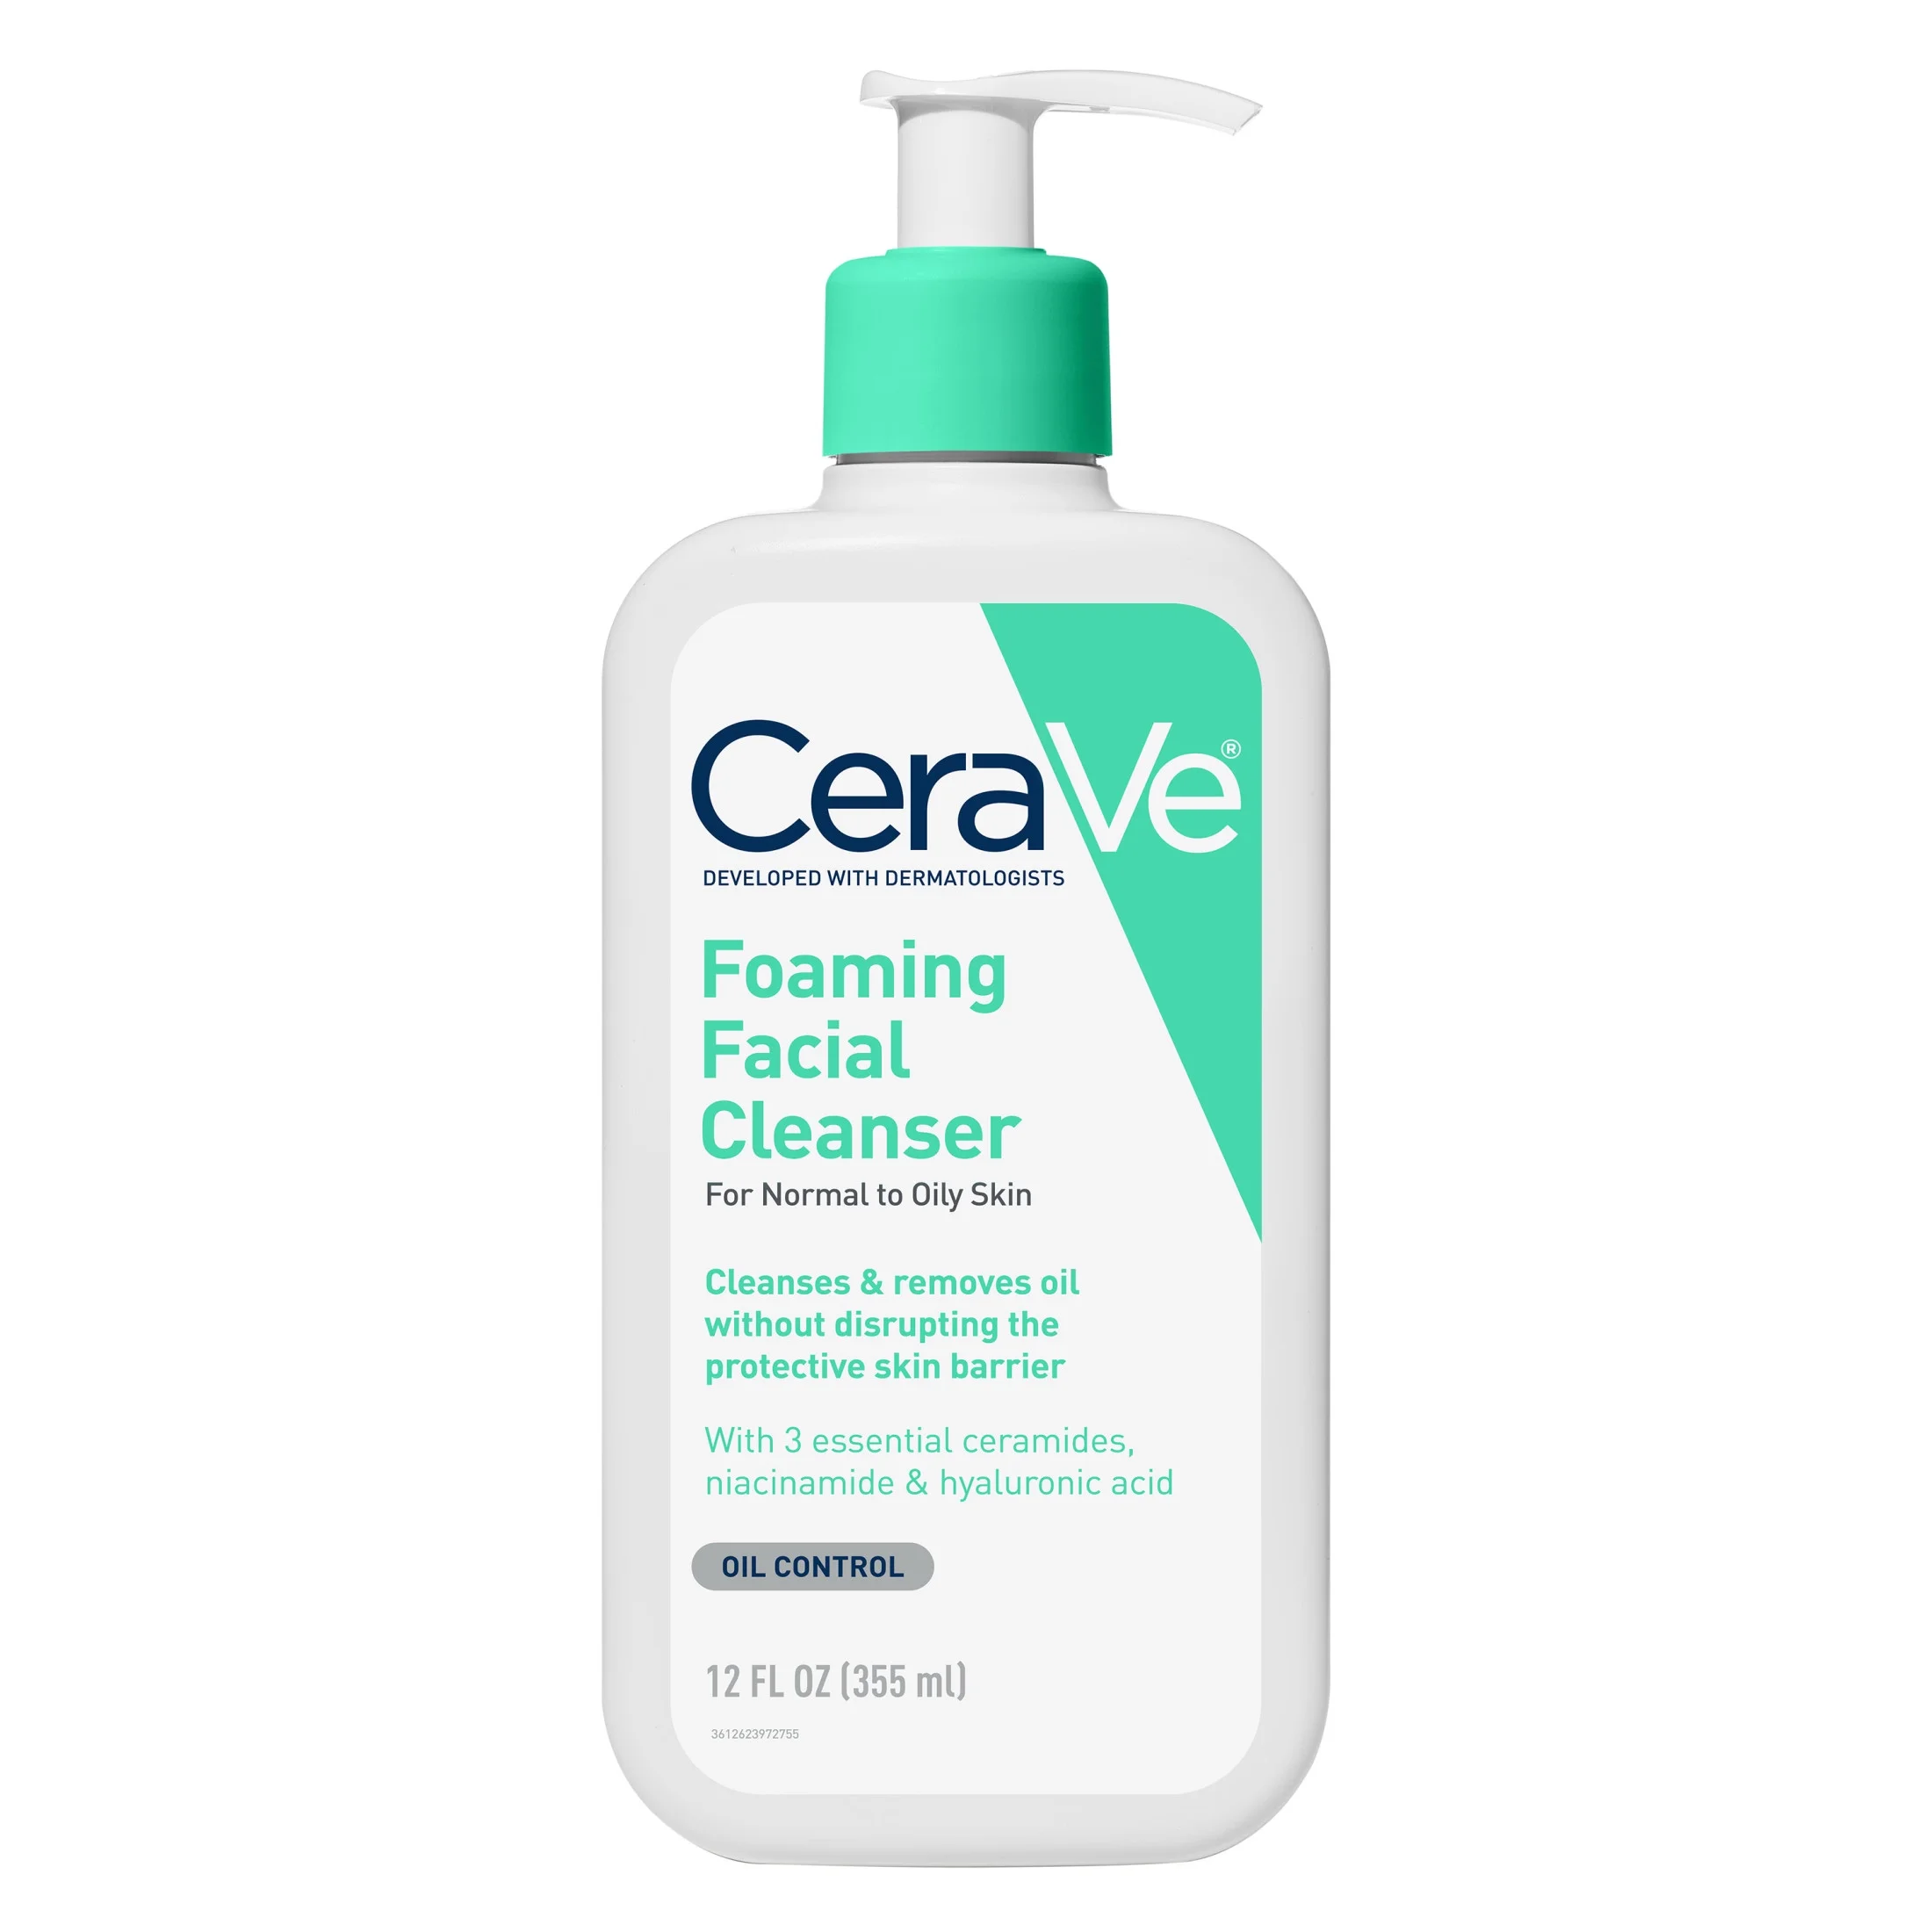 CeraVe®
DEVELOPED WITH DERMATOLOGISTS
Foaming
Facial
Cleanser
For Normal to Oily Skin
Cleanses & removes oil
without disrupting the
protective skin barrier
With 3 essential ceramides,
niacinamide & hyaluronic acid
OIL CONTROL
12 FL OZ (355 ml)
3612623972755